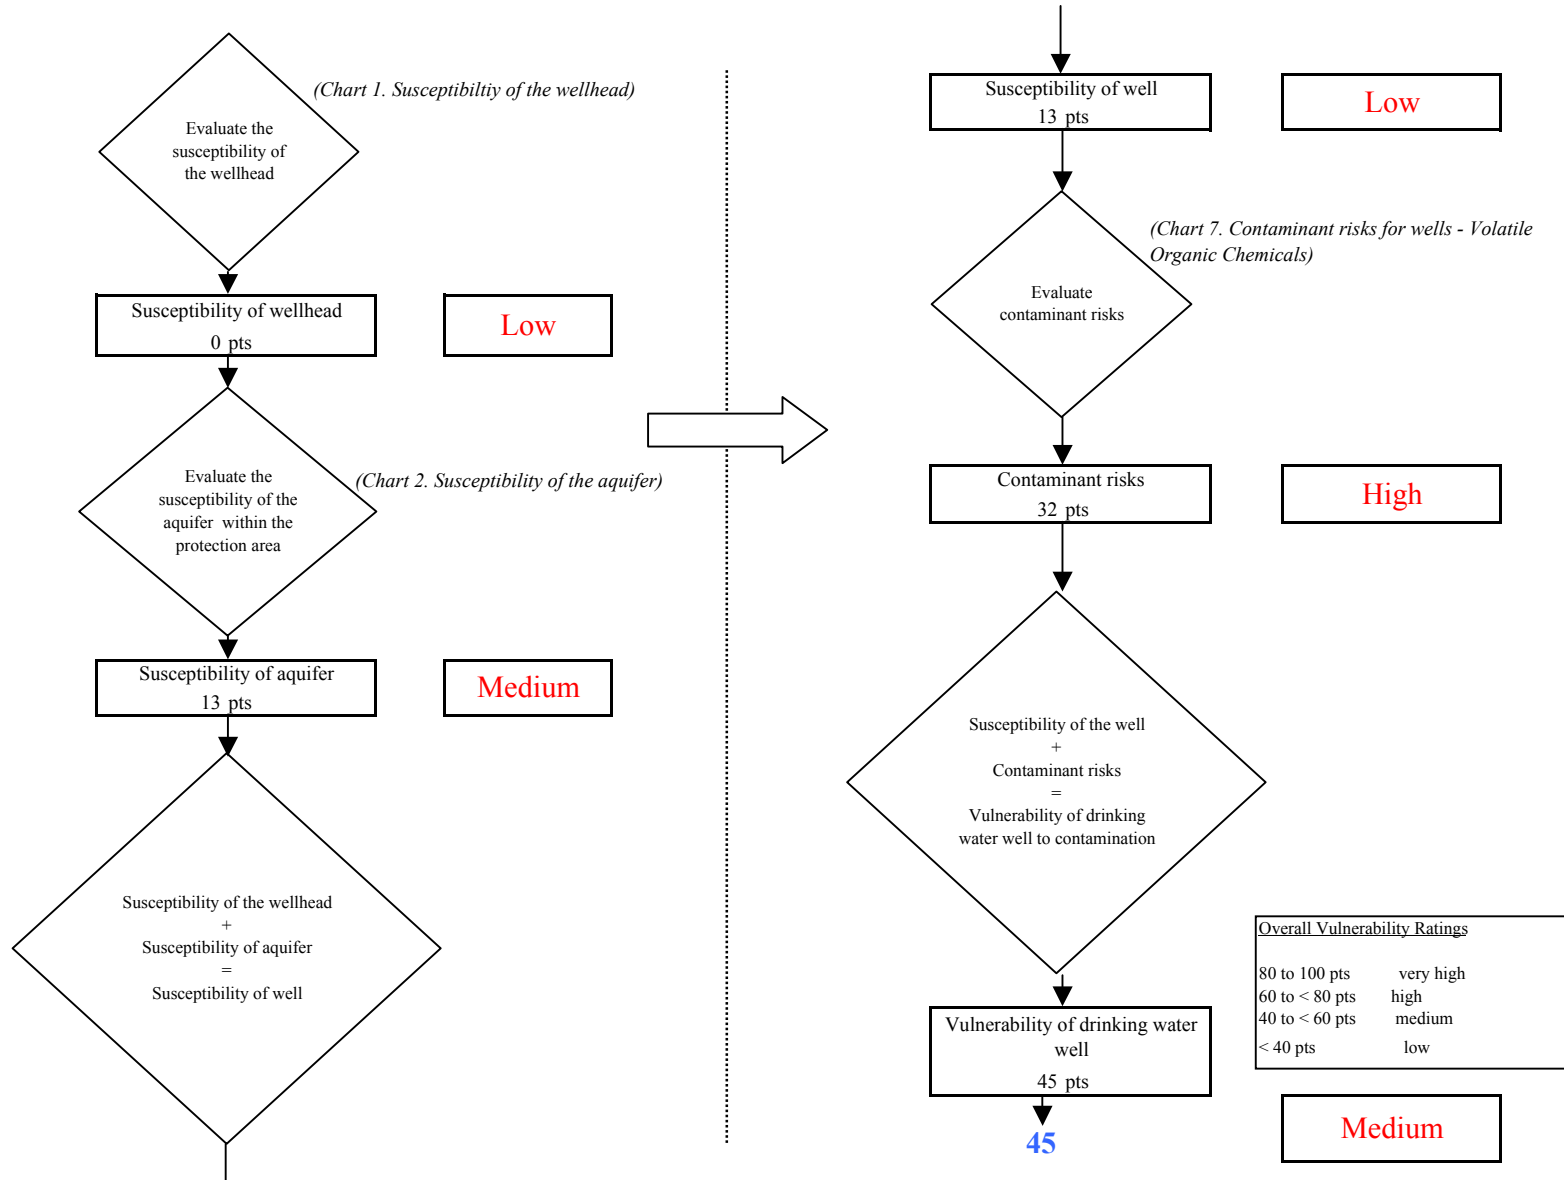 (Chart 1. Susceptibiltiy of the wellhead)
Evaluate the
susceptibility of
the wellhead
Susceptibility of wellhead
0 pts
Low
Evaluate the
susceptibility of the
aquifer within the
protection area
(Chart 2. Susceptibility of the aquifer)
Susceptibility of aquifer
13 pts
Medium
Susceptibility of the wellhead
+
Susceptibility of aquifer
=
Susceptibility of well
Susceptibility of well
13 pts
Low
(Chart 7. Contaminant risks for wells - Volatile
Organic Chemicals)
Evaluate
contaminant risks
Contaminant risks
32 pts
High
Susceptibility of the well
+
Contaminant risks
=
Vulnerability of drinking
water well to contamination
Overall Vulnerability Ratings
80 to 100 pts very high
60 to < 80 pts high
40 to < 60 pts medium
< 40 pts low
Vulnerability of drinking water
well
45 pts
45
Medium